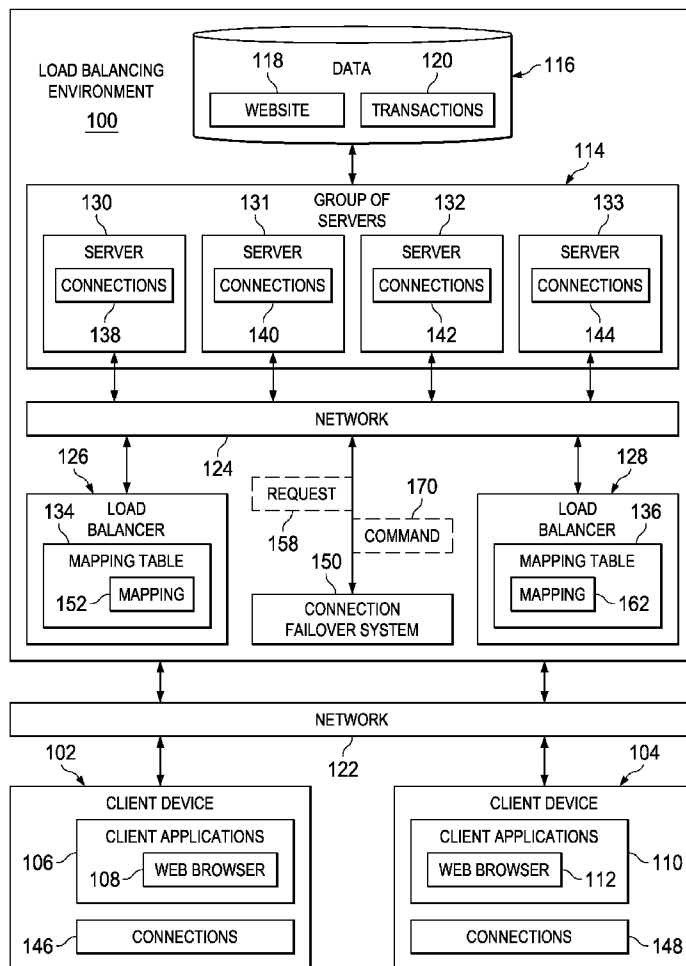 LOAD BALANCING
ENVIRONMENT
100
DATA
118
120
116
WEBSITE
TRANSACTIONS
114
GROUP OF
SERVERS
130
131
132
133
SERVER
SERVER
SERVER
SERVER
CONNECTIONS
CONNECTIONS
CONNECTIONS
CONNECTIONS
138
140
142
144
NETWORK
124
126
128
REQUEST
158
170
COMMAND
LOAD
BALANCER
134
MAPPING TABLE
152
MAPPING
150
CONNECTION
FAILOVER SYSTEM
LOAD
BALANCER
136
MAPPING TABLE
MAPPING
162
NETWORK
122
102
104
CLIENT DEVICE
CLIENT APPLICATIONS
106
108
WEB BROWSER
146
CONNECTIONS
CLIENT DEVICE
CLIENT APPLICATIONS
WEB BROWSER
112
110
CONNECTIONS
148